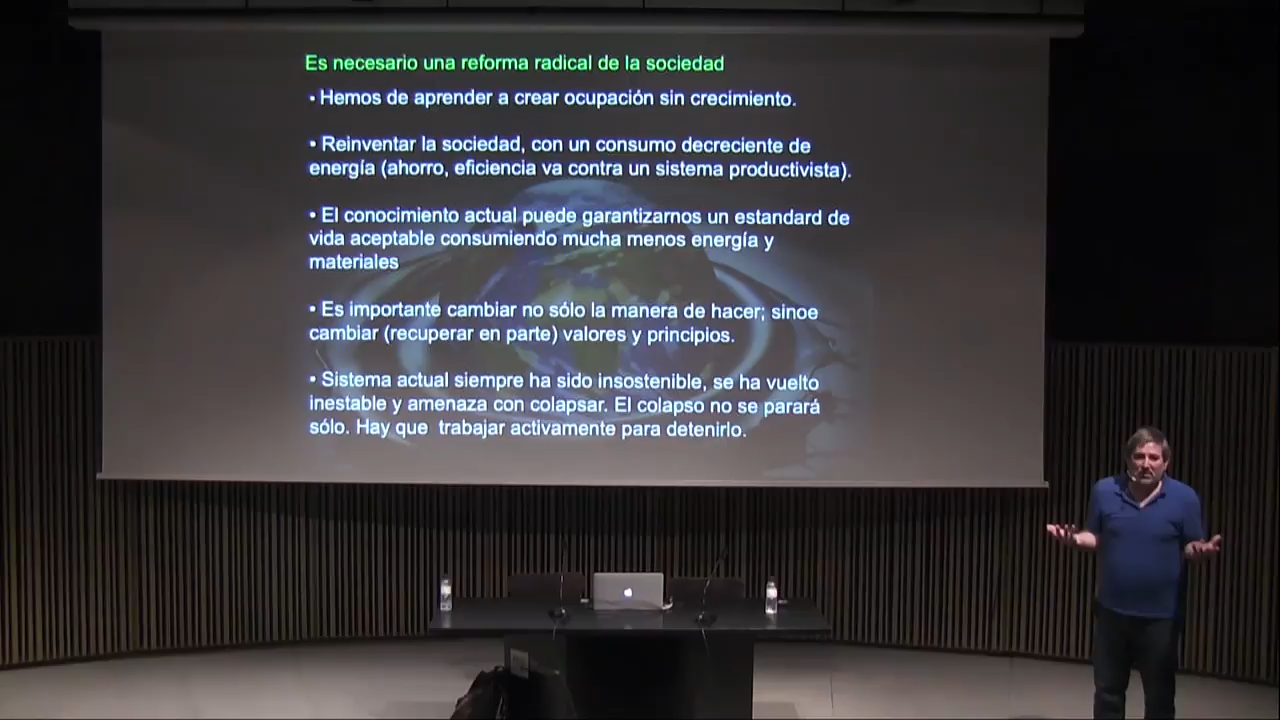 Es necesario una reforma radical de la sociedad
• Hemos de aprender a crear ocupación sin crecimiento.
• Reinventar la sociedad, con un consumo decreciente de
energía (ahorro, eficiencia va contra un sistema productivista).
• El conocimiento actual puede garantizarnos un estandard de
vida aceptable consumiendo mucha menos energía y
materiales
• Es importante cambiar no sólo la manera de hacer; sinoe
cambiar (recuperar en parte) valores y principios.
• Sistema actual siempre ha sido insostenible, se ha vuelto
inestable y amenaza con colapsar. El colapso no se parará
sólo. Hay que  trabajar activamente para detenirlo.